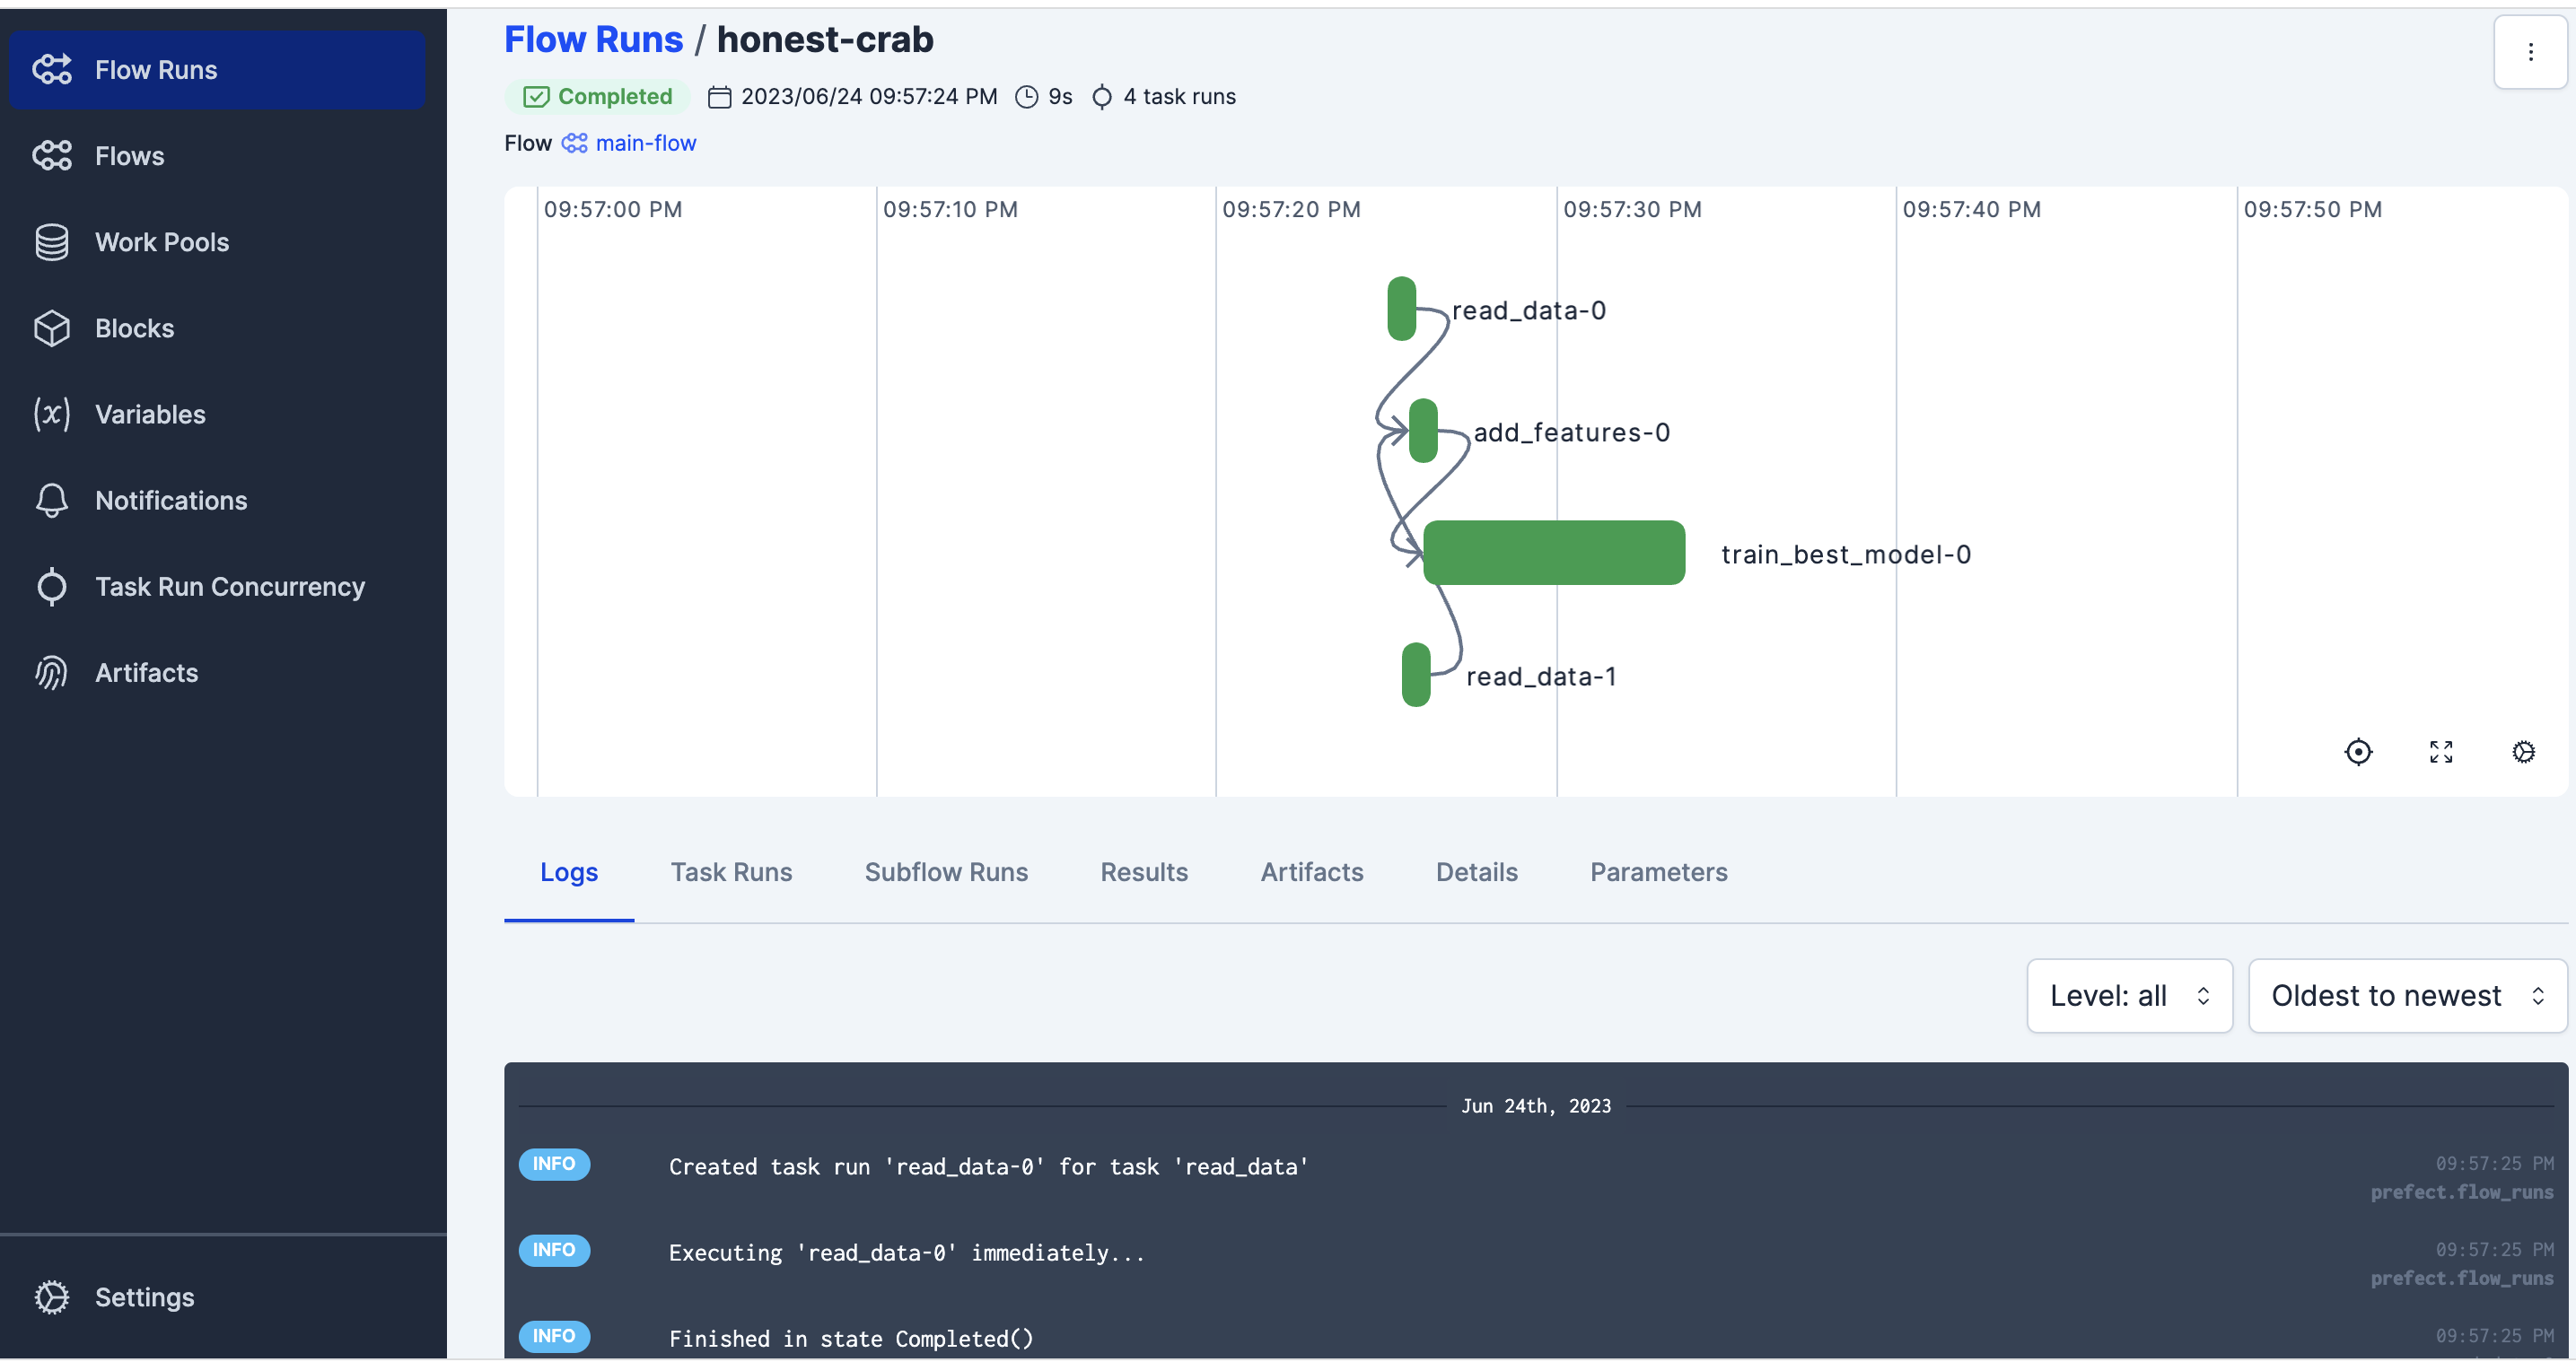 Flow Runs
Flows
Work Pools
Blocks
Variables
Notifications
Task Run Concurrency
Artifacts
Settings
Flow Runs / honest-crab
Completed 2023/06/24 09:57:24 PM 9s 4 task runs
Flow main-flow
09:57:00 PM 09:57:10 PM 09:57:20 PM 09:57:30 PM 09:57:40 PM 09:57:50 PM
read_data-0
add_features-0
train_best_model-0
read_data-1
Logs Task Runs Subflow Runs Results Artifacts Details Parameters
Level: all Oldest to newest
Jun 24th, 2023
INFO Created task run 'read_data-0' for task 'read_data' 09:57:25 PM
prefect.flow_runs
INFO Executing 'read_data-0' immediately... 09:57:25 PM
prefect.flow_runs
INFO Finished in state Completed() 09:57:25 PM